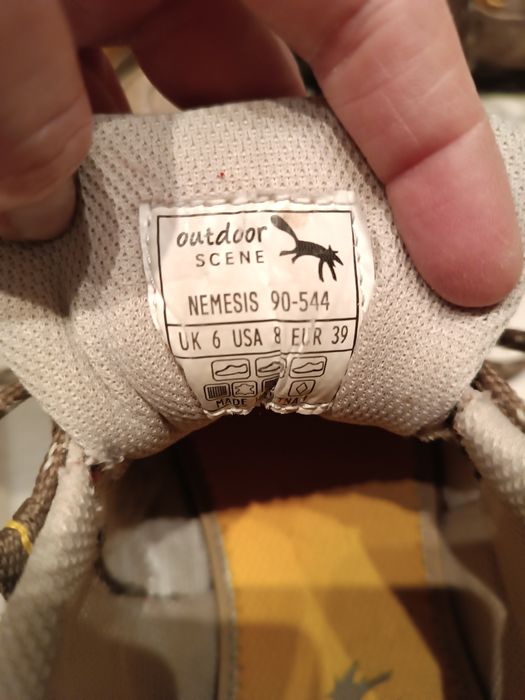 outdoor
SCENE
NEMESIS 90-544
UK 6 USA 8 EUR 39
MADE